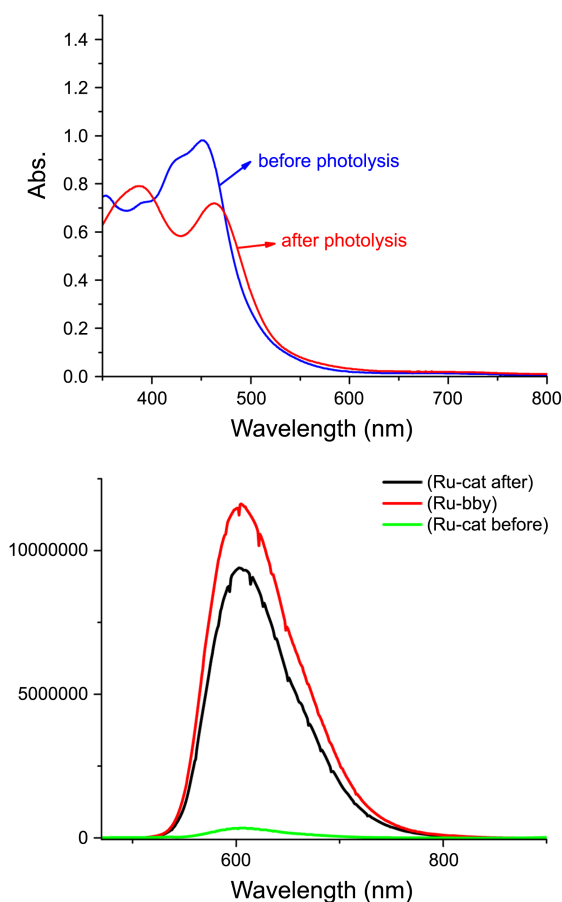 1.4
1.2
1.0
0.8
0.6
0.4
0.2
0.0
Abs.
before photolysis
after photolysis
400 500 600 700 800
Wavelength (nm)
(Ru-cat after)
(Ru-bby)
(Ru-cat before)
10000000
5000000
0
600 800
Wavelength (nm)